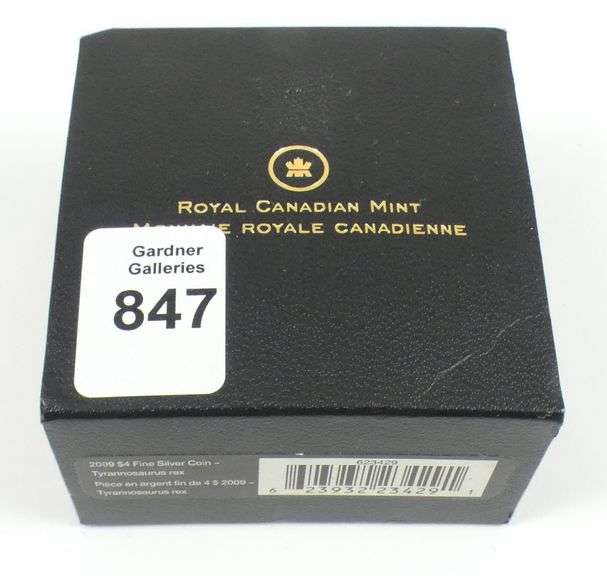 ROYAL CANADIAN MINT
MONNAIE ROYALE CANADIENNE
Gardner
Galleries
847
2009 $4 Fine Silver Coin –
Tyrannosaurus rex
Pièce en argent fin de 4 $ 2009 –
Tyrannosaurus rex
623429
6 23932 23429 1